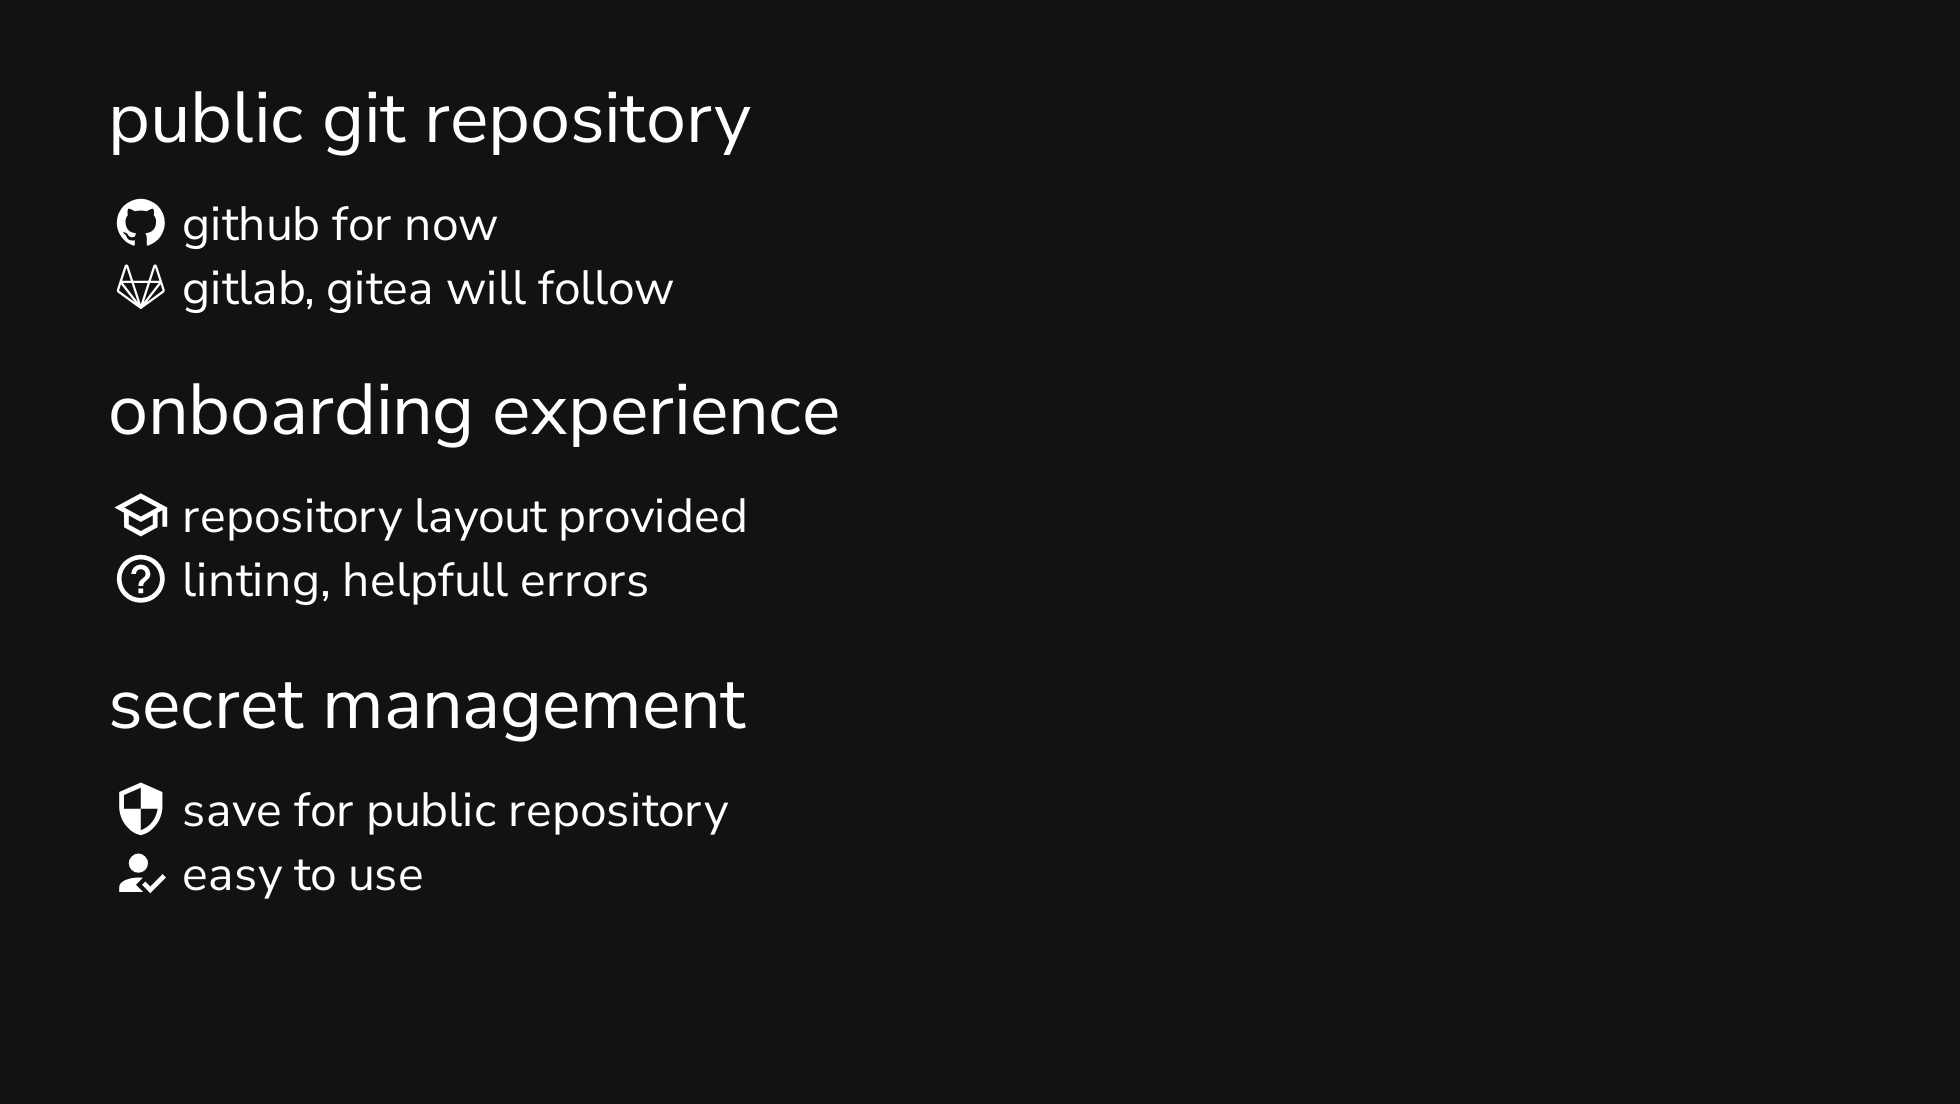 public git repository
github for now
gitlab, gitea will follow
onboarding experience
repository layout provided
linting, helpfull errors
secret management
save for public repository
easy to use